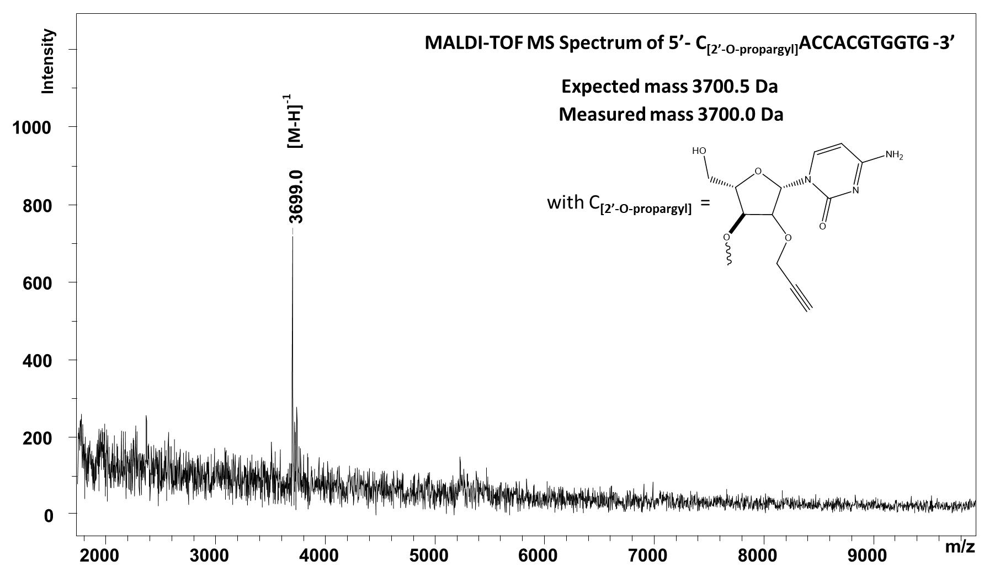 Intensity
MALDI-TOF MS Spectrum of 5’- C[2’-O-propargyl]ACCACGTGGTG -3’
Expected mass 3700.5 Da
Measured mass 3700.0 Da
3699.0 [M-H]-1
1000
800
600
400
200
0
HO
O
N
NH2
N
O
O
O
with C[2’-O-propargyl] =
2000 3000 4000 5000 6000 7000 8000 9000 m/z